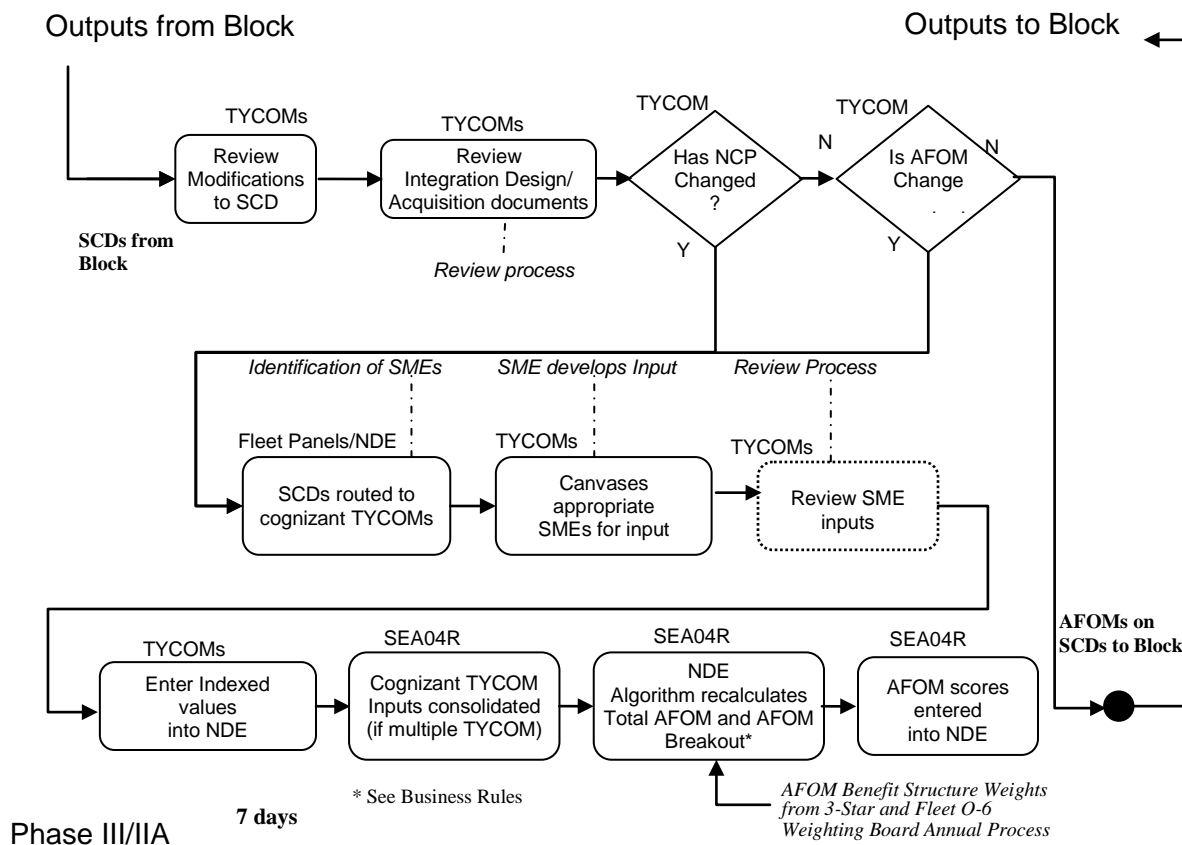 Outputs from Block
Outputs to Block
TYCOMs
Review
Modifications
to SCD
TYCOMs
Review
Integration Design/
Acquisition documents
TYCOM
Has NCP
Changed
?
N
Y
TYCOM
Is AFOM
Change
N
Y
SCDs from
Block
Review process
Identification of SMEs
SME develops Input
Review Process
Fleet Panels/NDE
SCDs routed to
cognizant TYCOMs
TYCOMs
Canvases
appropriate
SMEs for input
TYCOMs
Review SME
inputs
TYCOMs
Enter Indexed
values
into NDE
SEA04R
Cognizant TYCOM
Inputs consolidated
(if multiple TYCOM)
SEA04R
NDE
Algorithm recalculates
Total AFOM and AFOM
Breakout*
SEA04R
AFOM scores
entered
into NDE
AFOMs on
SCDs to Block
* See Business Rules
AFOM Benefit Structure Weights
from 3-Star and Fleet O-6
Weighting Board Annual Process
7 days
Phase III/IIA